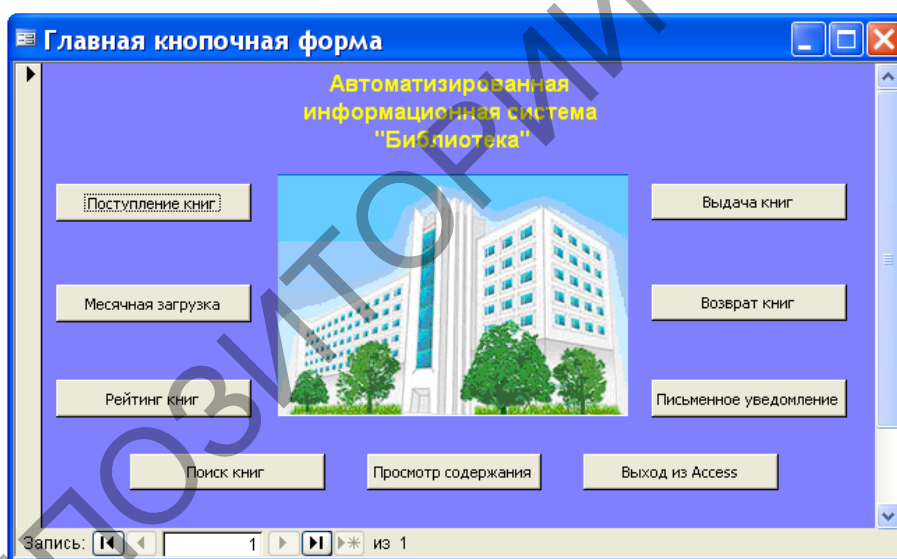 Главная кнопочная форма
Автоматизированная
информационная система
"Библиотека"
Поступление книг
Выдача книг
Месячная загрузка
Возврат книг
Рейтинг книг
Письменное уведомление
Поиск книг
Просмотр содержания
Выход из Access
Запись: 1 из 1
ПОЗИТОРИЙ